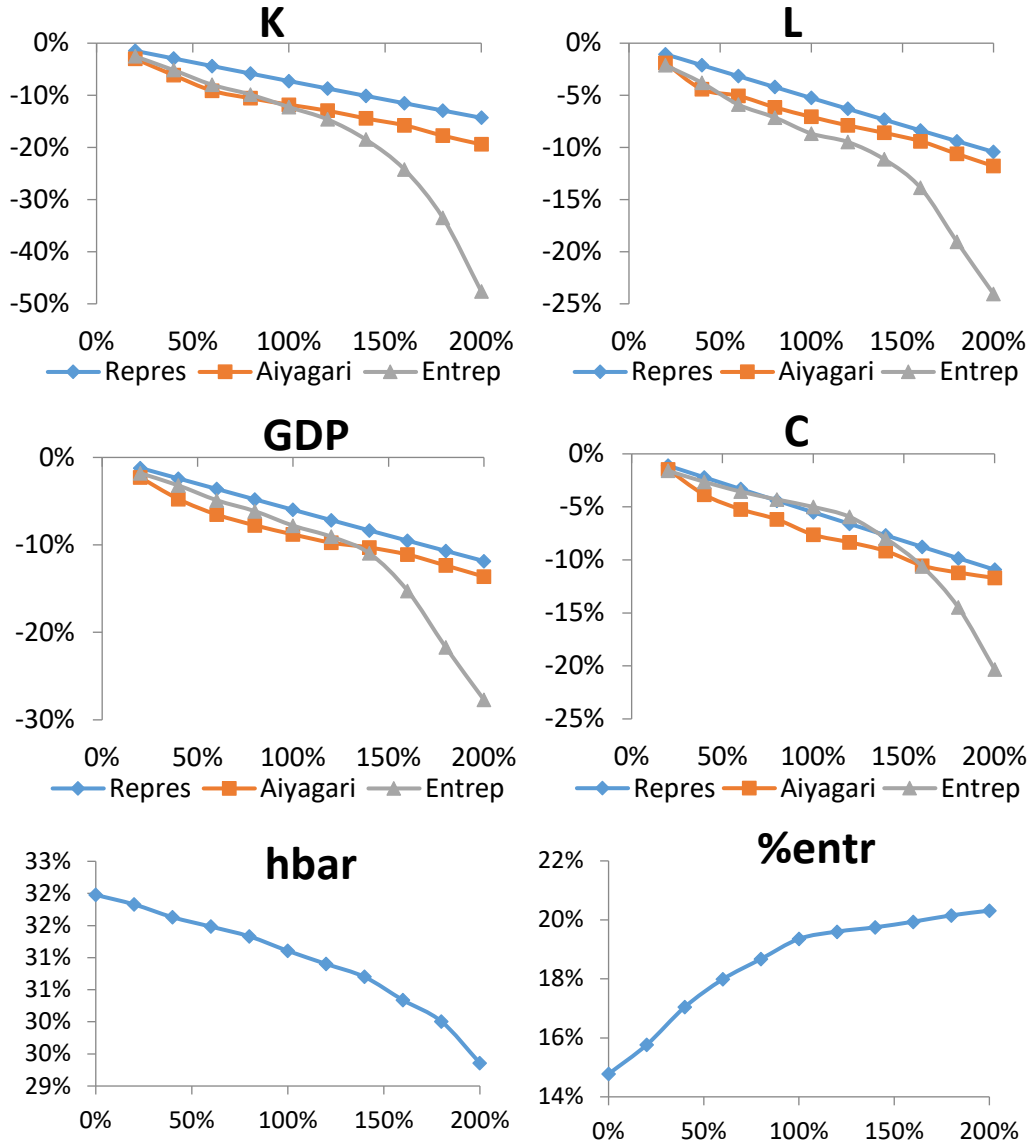 K
0%
-10%
-20%
-30%
-40%
-50%
0% 50% 100% 150% 200%
Repres Aiyagari Entrep
L
0%
-5%
-10%
-15%
-20%
-25%
0% 50% 100% 150% 200%
Repres Aiyagari Entrep
GDP
0%
-10%
-20%
-30%
0% 50% 100% 150% 200%
Repres Aiyagari Entrep
C
0%
-5%
-10%
-15%
-20%
-25%
0% 50% 100% 150% 200%
Repres Aiyagari Entrep
hbar
33%
32%
32%
31%
31%
30%
30%
29%
0% 50% 100% 150% 200%
%entr
22%
20%
18%
16%
14%
0% 50% 100% 150% 200%